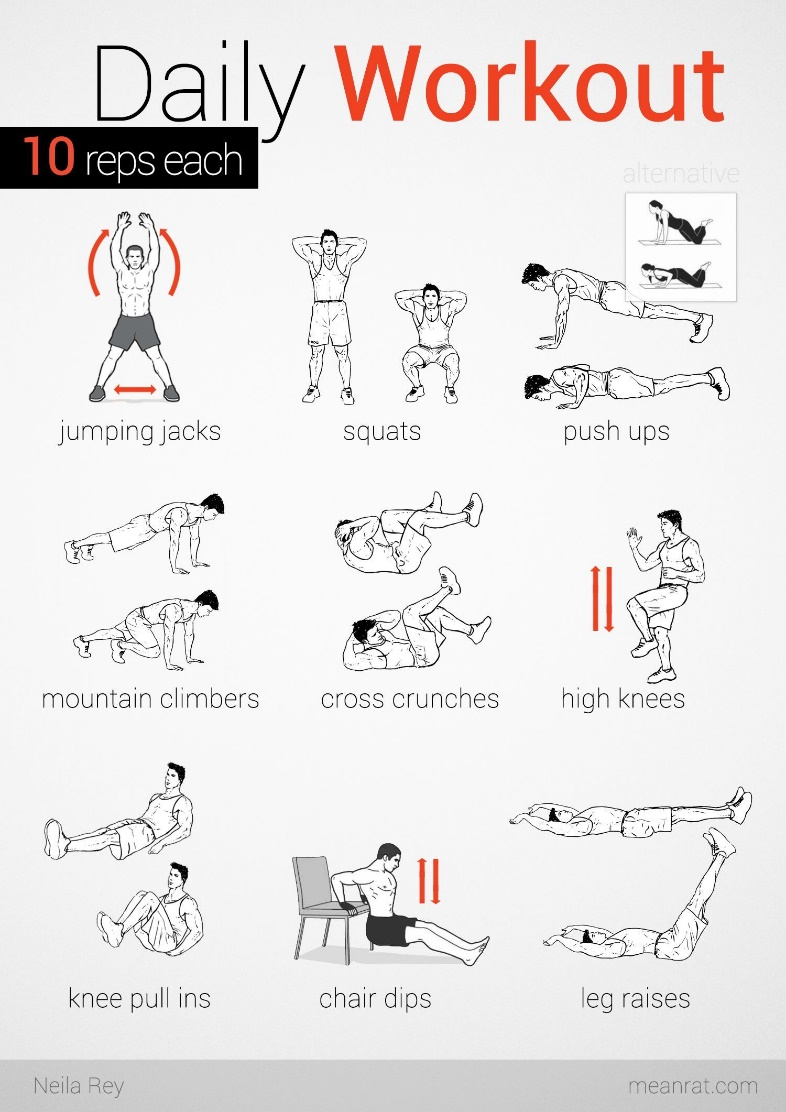 Daily Workout
10 reps each
alternative
jumping jacks
squats
push ups
mountain climbers
cross crunches
high knees
knee pull ins
chair dips
leg raises
Neila Rey
meanrat.com